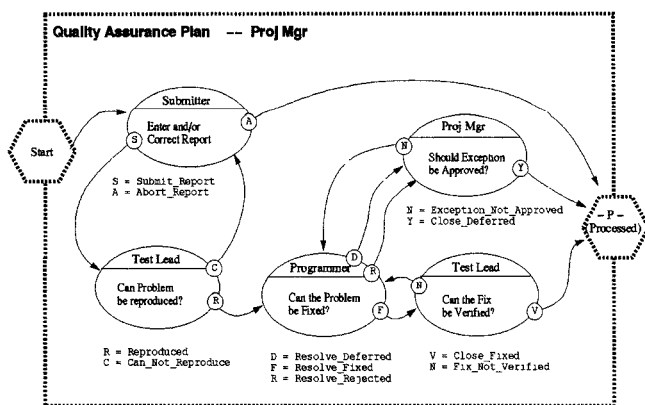 Quality Assurance Plan -- Proj Mgr
Start
Submitter
Enter and/or
Correct Report
S
A
S = Submit_Report
A = Abort_Report
Proj Mgr
Should Exception
be Approved?
N
Y
N = Exception_Not_Approved
Y = Close_Deferred
- P -
(Processed)
Test Lead
Can Problem
be reproduced?
C
R
R = Reproduced
C = Can_Not_Reproduce
Programmer
Can the Problem
be Fixed?
D
R
F
D = Resolve_Deferred
F = Resolve_Fixed
R = Resolve_Rejected
Test Lead
Can the Fix
be Verified?
N
V
V = Close_Fixed
N = Fix_Not_Verified